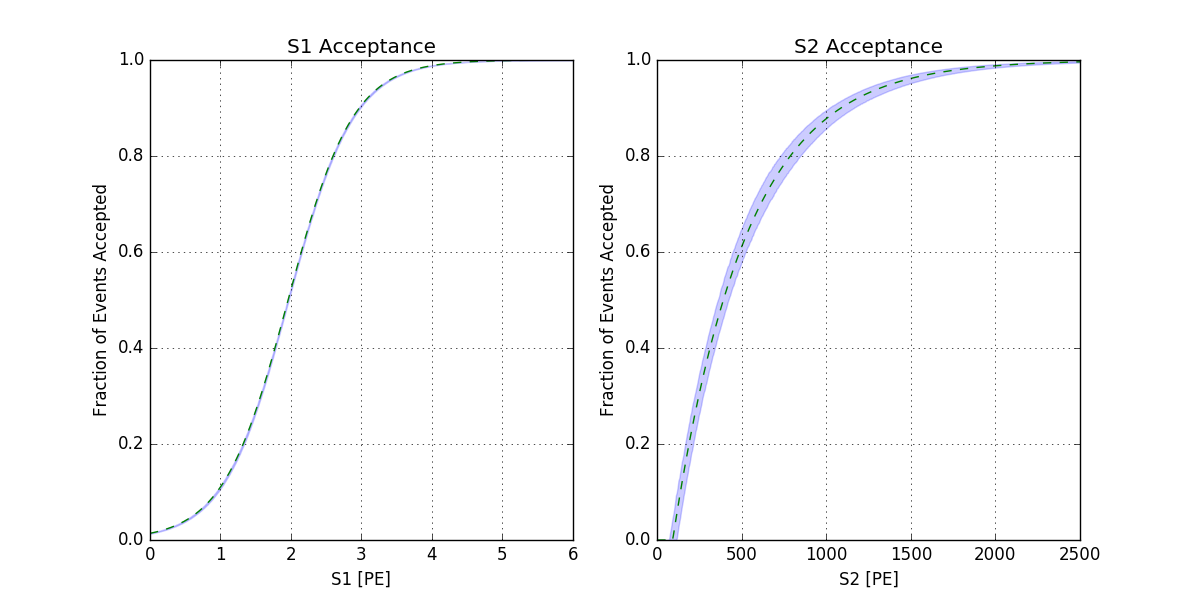 S1 Acceptance
1.0
0.8
0.6
0.4
0.2
0.0
Fraction of Events Accepted
0 1 2 3 4 5 6
S1 [PE]
S2 Acceptance
1.0
0.8
0.6
0.4
0.2
0.0
Fraction of Events Accepted
0 500 1000 1500 2000 2500
S2 [PE]